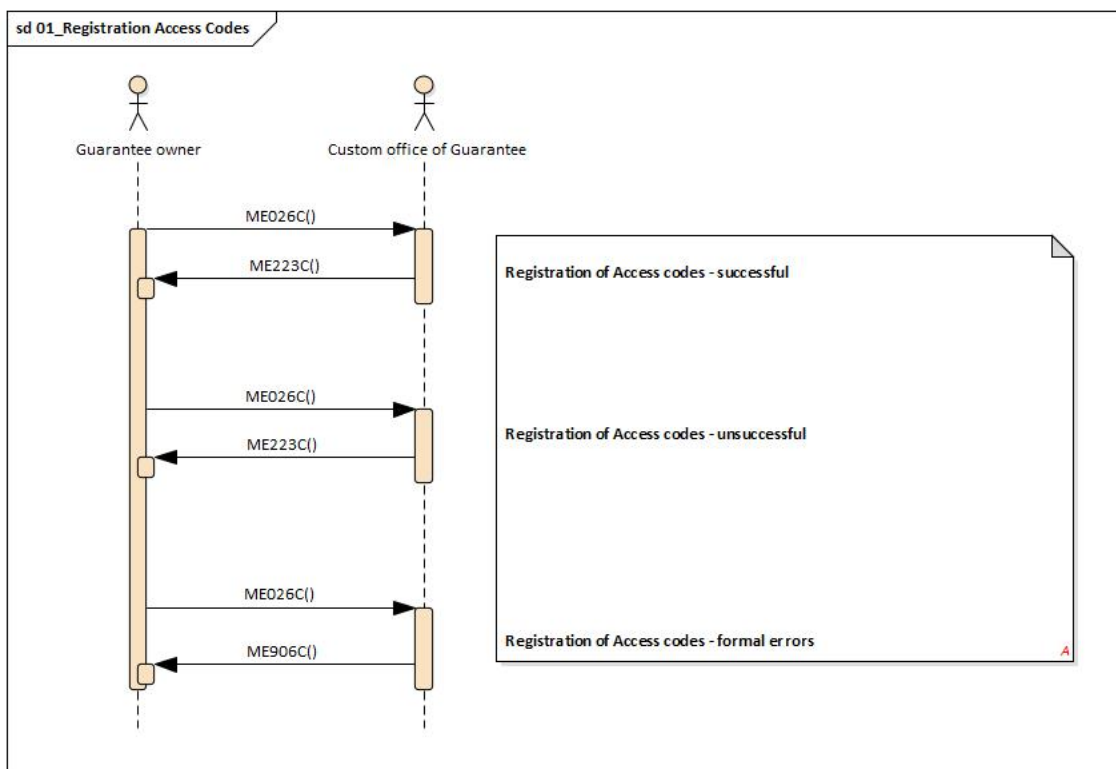 sd 01_Registration Access Codes
Guarantee owner
Custom office of Guarantee
ME026C()
ME223C()
Registration of Access codes - successful
ME026C()
ME223C()
Registration of Access codes - unsuccessful
ME026C()
ME906C()
Registration of Access codes - formal errors
A